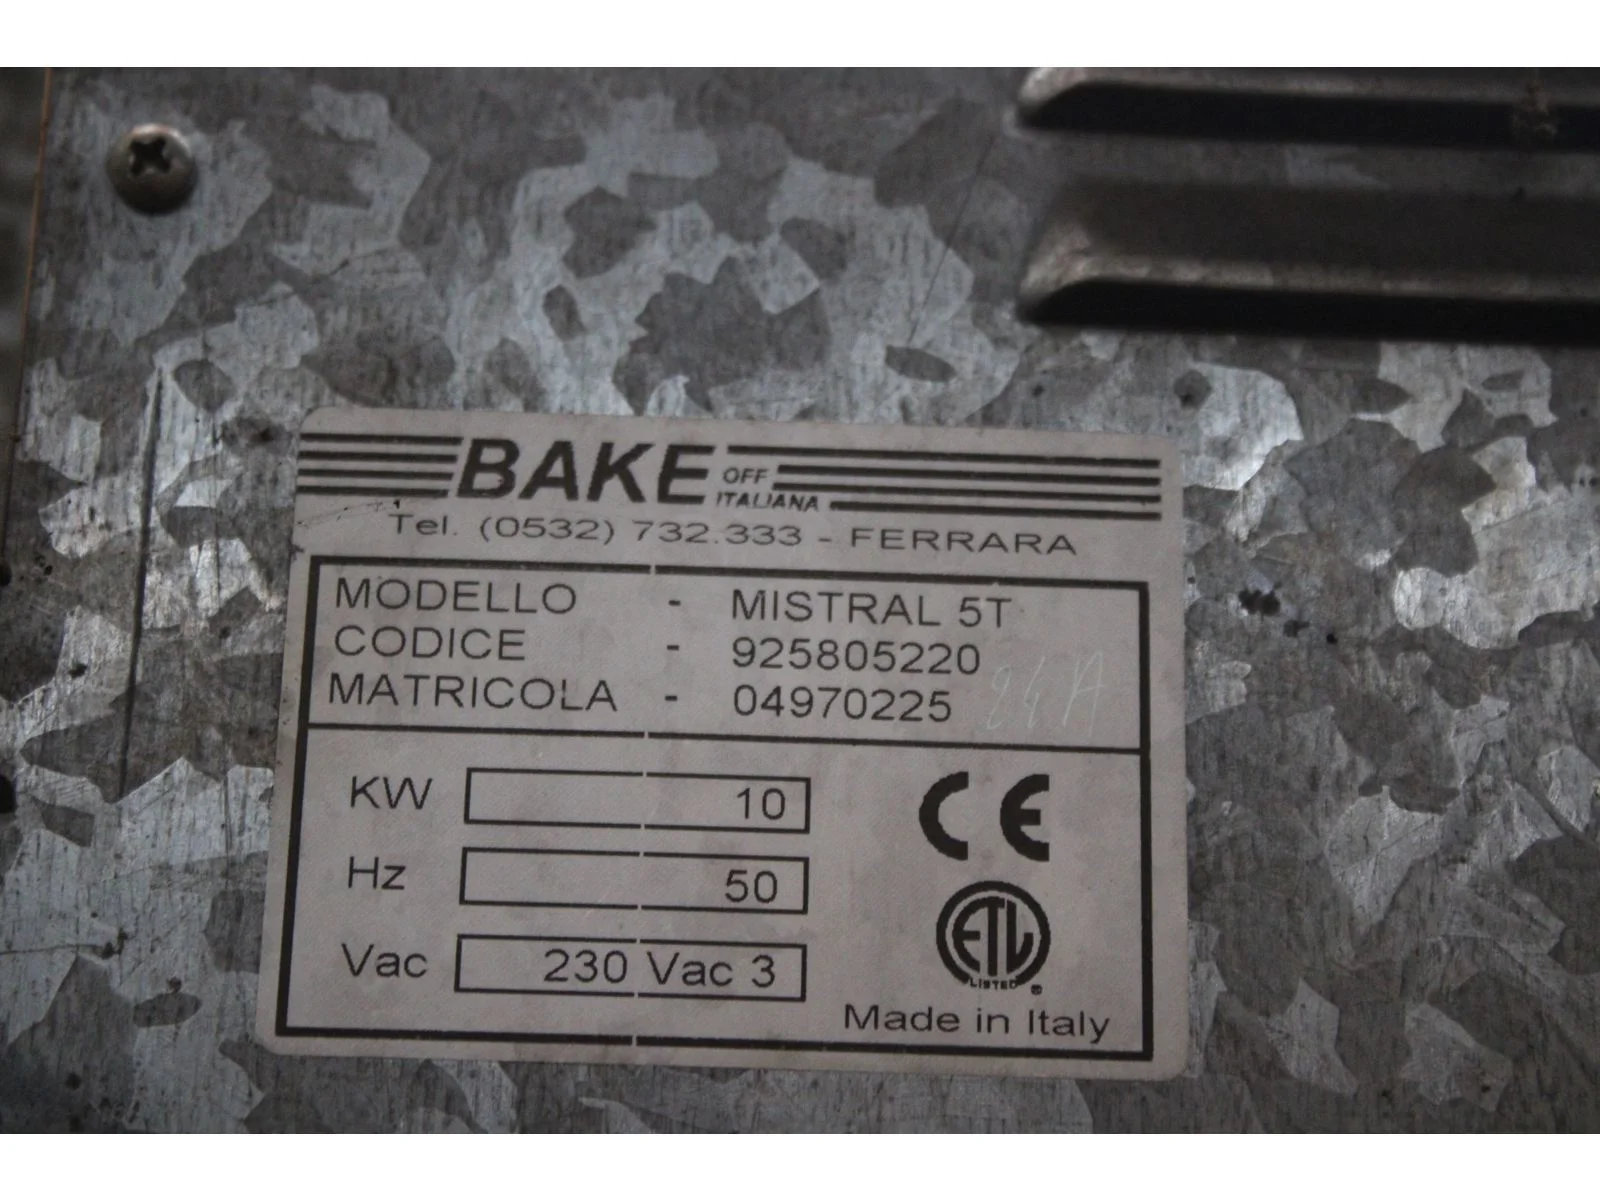 BAKE OFF ITALIANA
Tel. (0532) 732.333 - FERRARA
MODELLO - MISTRAL 5T
CODICE - 925805220
MATRICOLA - 04970225 24 A
KW 10
Hz 50
Vac 230 Vac 3
CE
ETL
LISTED
Made in Italy